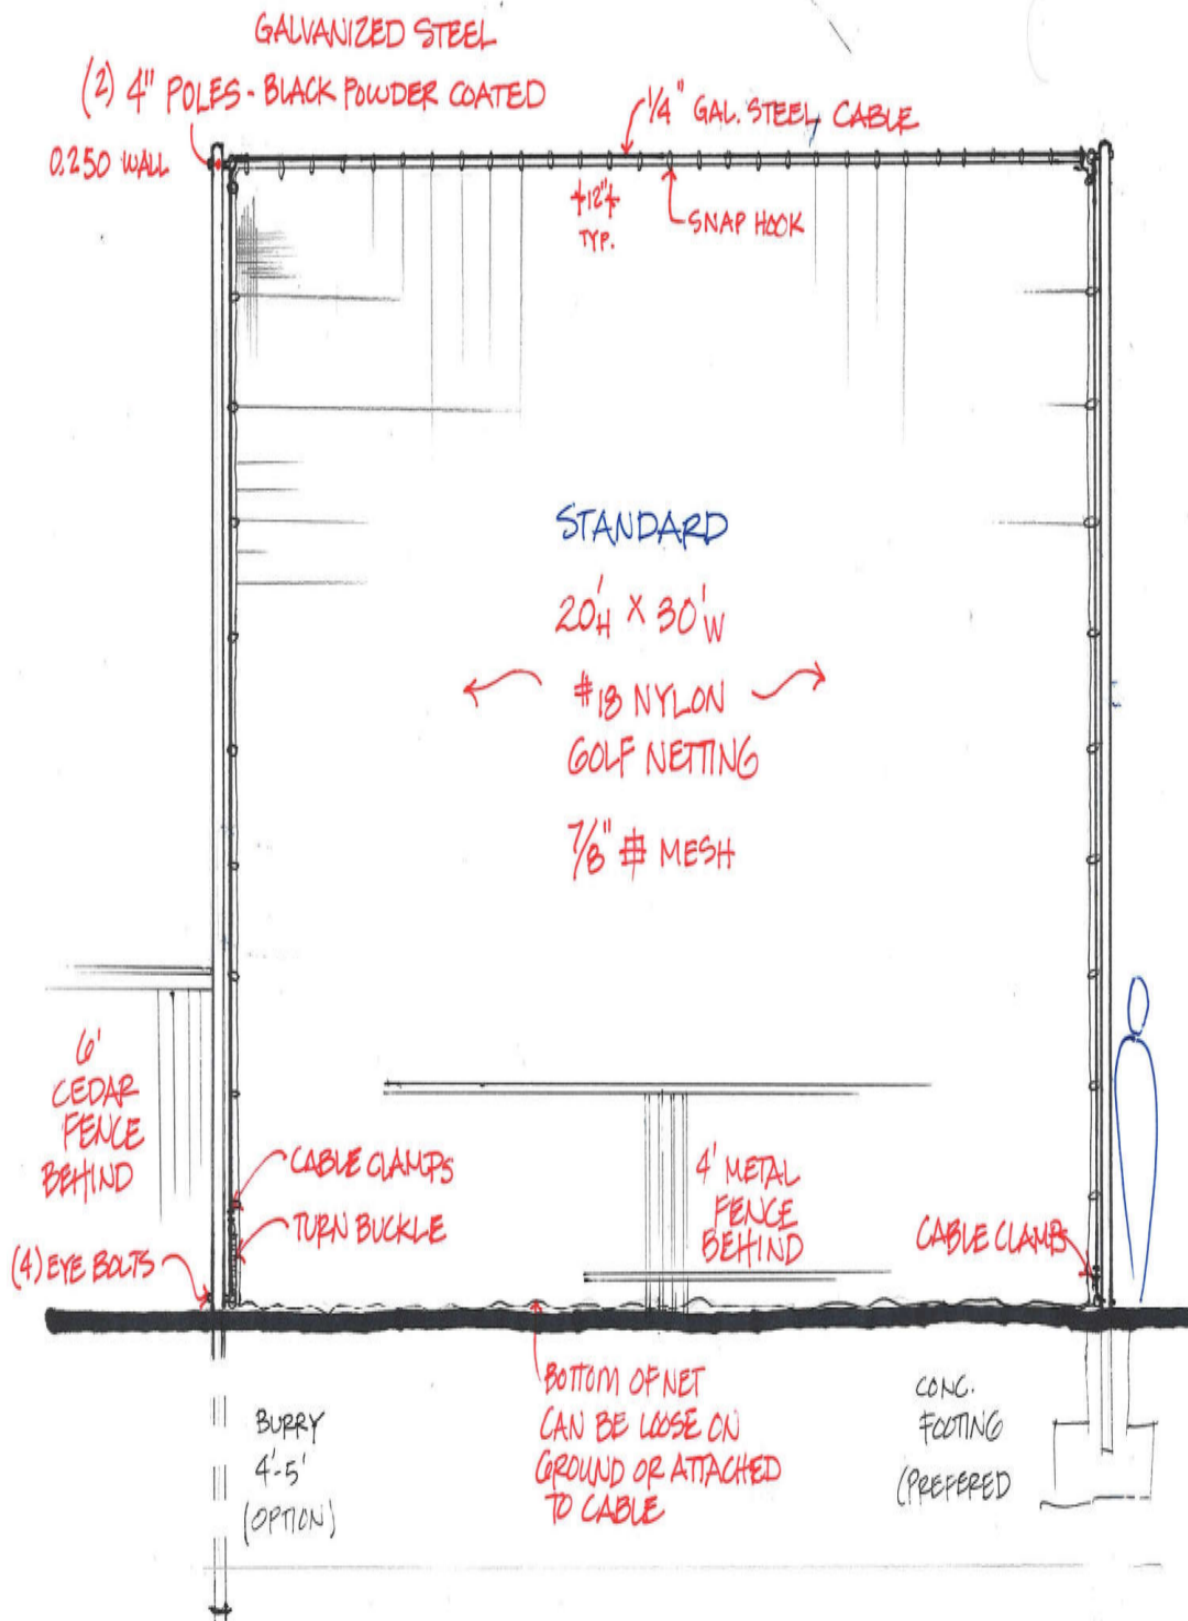 GALVANIZED STEEL
(2) 4" POLES - BLACK POWDER COATED
0.250 WALL
1/4" GAL. STEEL CABLE
12"
TYP.
SNAP HOOK
STANDARD
20'H X 30'W
#18 NYLON
GOLF NETTING
7/8" # MESH
6'
CEDAR
FENCE
BEHIND
CABLE CLAMPS
TURN BUCKLE
(4) EYE BOLTS
4' METAL
FENCE
BEHIND
CABLE CLAMPS
BOTTOM OF NET
CAN BE LOOSE ON
GROUND OR ATTACHED
TO CABLE
BURRY
4'-5'
(OPTION)
CONC.
FOOTING
(PREFERED